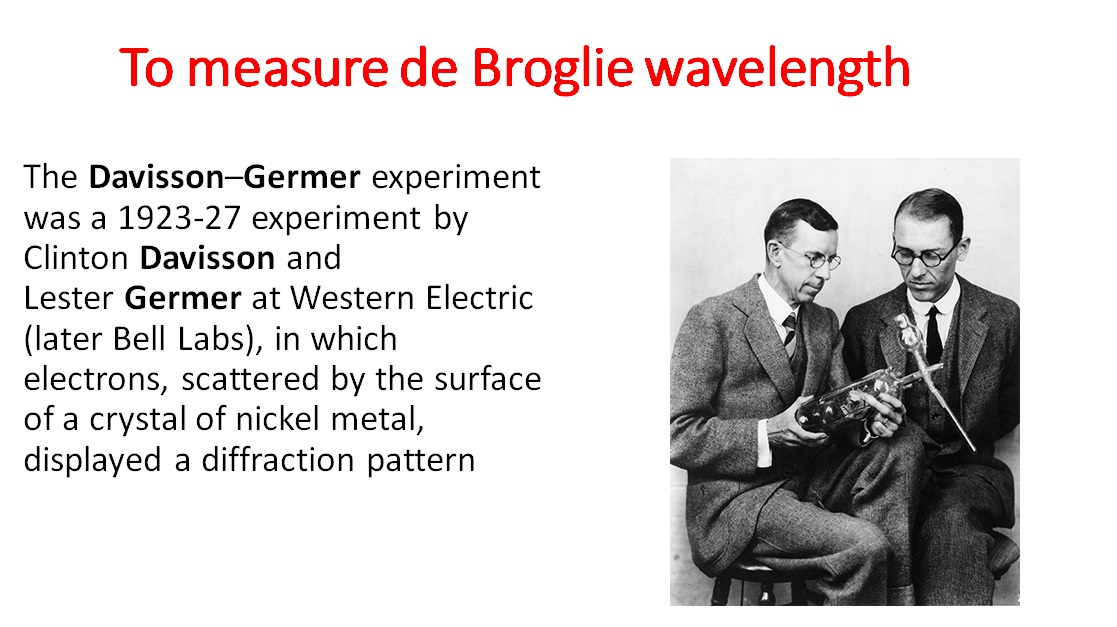 To measure de Broglie wavelength
The Davisson–Germer experiment
was a 1923-27 experiment by
Clinton Davisson and
Lester Germer at Western Electric
(later Bell Labs), in which
electrons, scattered by the surface
of a crystal of nickel metal,
displayed a diffraction pattern